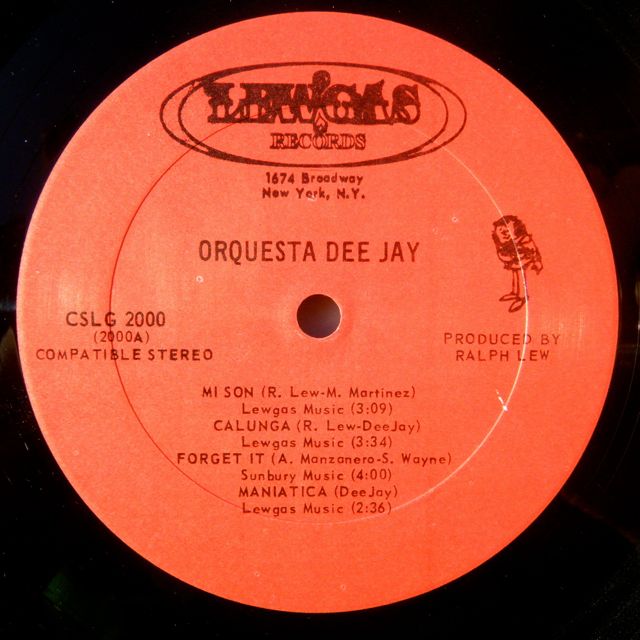 LEW'GAS
RECORDS
1674 Broadway
New York, N.Y.
ORQUESTA DEE JAY
CSLG 2000
(2000A)
COMPATIBLE STEREO
PRODUCED BY
RALPH LEW
MI SON (R. Lew-M. Martinez)
Lewgas Music (3:09)
CALUNGA (R. Lew-DeeJay)
Lewgas Music (3:34)
FORGET IT (A. Manzanero-S. Wayne)
Sunbury Music (4:00)
MANIATICA (DeeJay)
Lewgas Music (2:36)